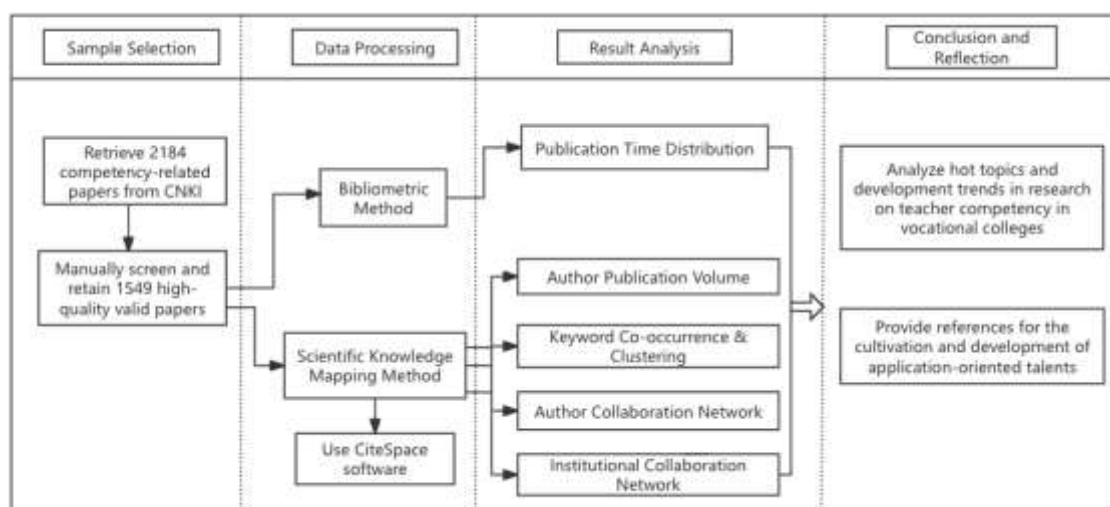 Sample Selection
Data Processing
Result Analysis
Conclusion and
Reflection
Retrieve 2184
competency-related
papers from CNKI
Manually screen and
retain 1549 high-
quality valid papers
Bibliometric
Method
Scientific Knowledge
Mapping Method
Use CiteSpace
software
Publication Time Distribution
Author Publication Volume
Keyword Co-occurrence &
Clustering
Author Collaboration Network
Institutional Collaboration
Network
Analyze hot topics and
development trends in research
on teacher competency in
vocational colleges
Provide references for the
cultivation and development of
application-oriented talents